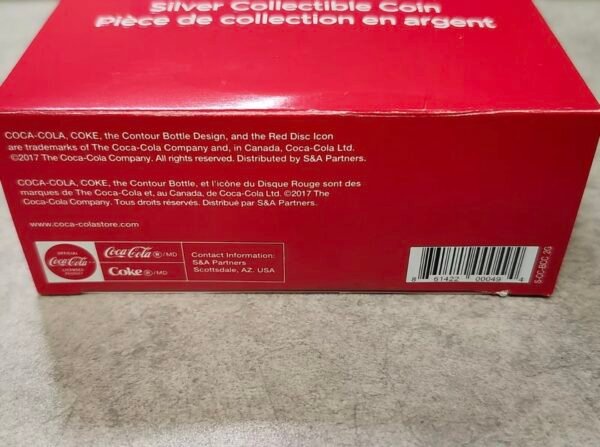 Silver Collectible Coin
Pièce de collection en argent
COCA-COLA, COKE, the Contour Bottle Design, and the Red Disc Icon
are trademarks of The Coca-Cola Company and, in Canada, Coca-Cola Ltd.
©2017 The Coca-Cola Company. All rights reserved. Distributed by S&A Partners.
COCA-COLA, COKE, the Contour Bottle, et l'icône du Disque Rouge sont des
marques de The Coca-Cola et, au Canada, de Coca-Cola Ltd. ©2017 The
Coca-Cola Company. Tous droits réservés. Distribué par S&A Partners.
www.coca-colastore.com
OFFICIAL
Coca-Cola
LICENSED
PRODUCT
Coca-Cola ®/MD
Coke ®/MD
Contact Information:
S&A Partners
Scottsdale, AZ. USA
8 61422 00049 4
S-CC-BCC 2G